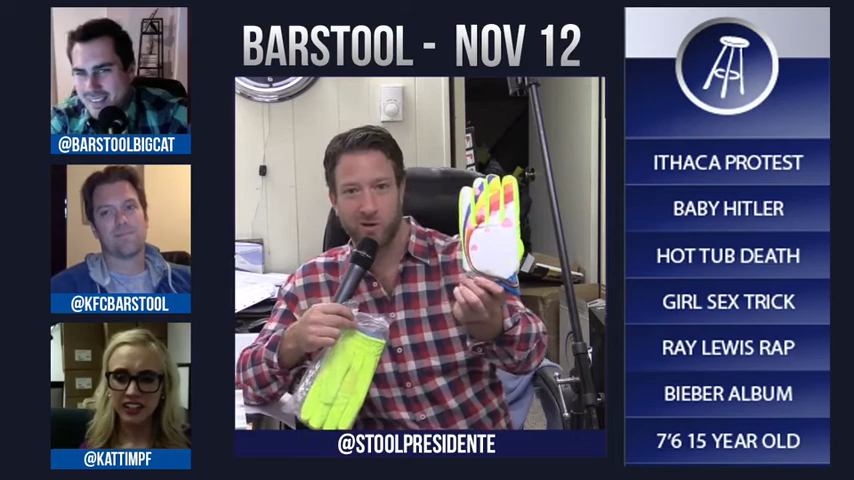 BARSTOOL - NOV 12
@BARSTOOLBIGCAT
@KFCBARSTOOL
@KATTIMPF
@STOOLPRESIDENTE
ITHACA PROTEST
BABY HITLER
HOT TUB DEATH
GIRL SEX TRICK
RAY LEWIS RAP
BIEBER ALBUM
7'6 15 YEAR OLD